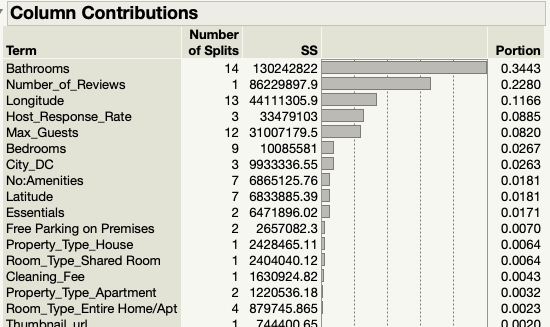 Column Contributions
Number
Term of Splits SS Portion
Bathrooms 14 130242822 0.3443
Number_of_Reviews 1 86229897.9 0.2280
Longitude 13 44111305.9 0.1166
Host_Response_Rate 3 33479103 0.0885
Max_Guests 12 31007179.5 0.0820
Bedrooms 9 10085581 0.0267
City_DC 3 9933336.55 0.0263
No:Amenities 7 6865125.76 0.0181
Latitude 7 6833885.39 0.0181
Essentials 2 6471896.02 0.0171
Free Parking on Premises 2 2657082.3 0.0070
Property_Type_House 1 2428465.11 0.0064
Room_Type_Shared Room 1 2404040.12 0.0064
Cleaning_Fee 1 1630924.82 0.0043
Property_Type_Apartment 2 1220536.18 0.0032
Room_Type_Entire Home/Apt 4 879745.865 0.0023
Thumbnail_url 1 744400.65 0.0020